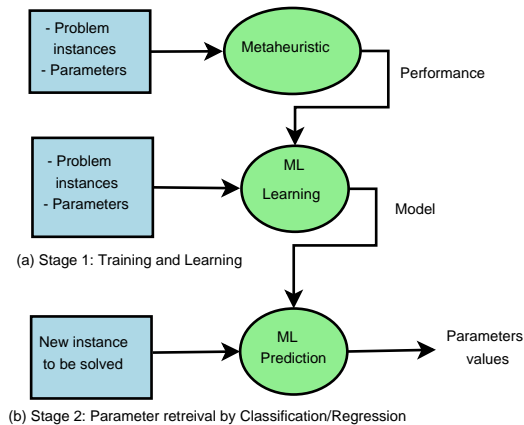 - Problem
instances
- Parameters
Metaheuristic
Performance
- Problem
instances
- Parameters
ML
Learning
Model
(a) Stage 1: Training and Learning
New instance
to be solved
ML
Prediction
Parameters
values
(b) Stage 2: Parameter retreival by Classification/Regression